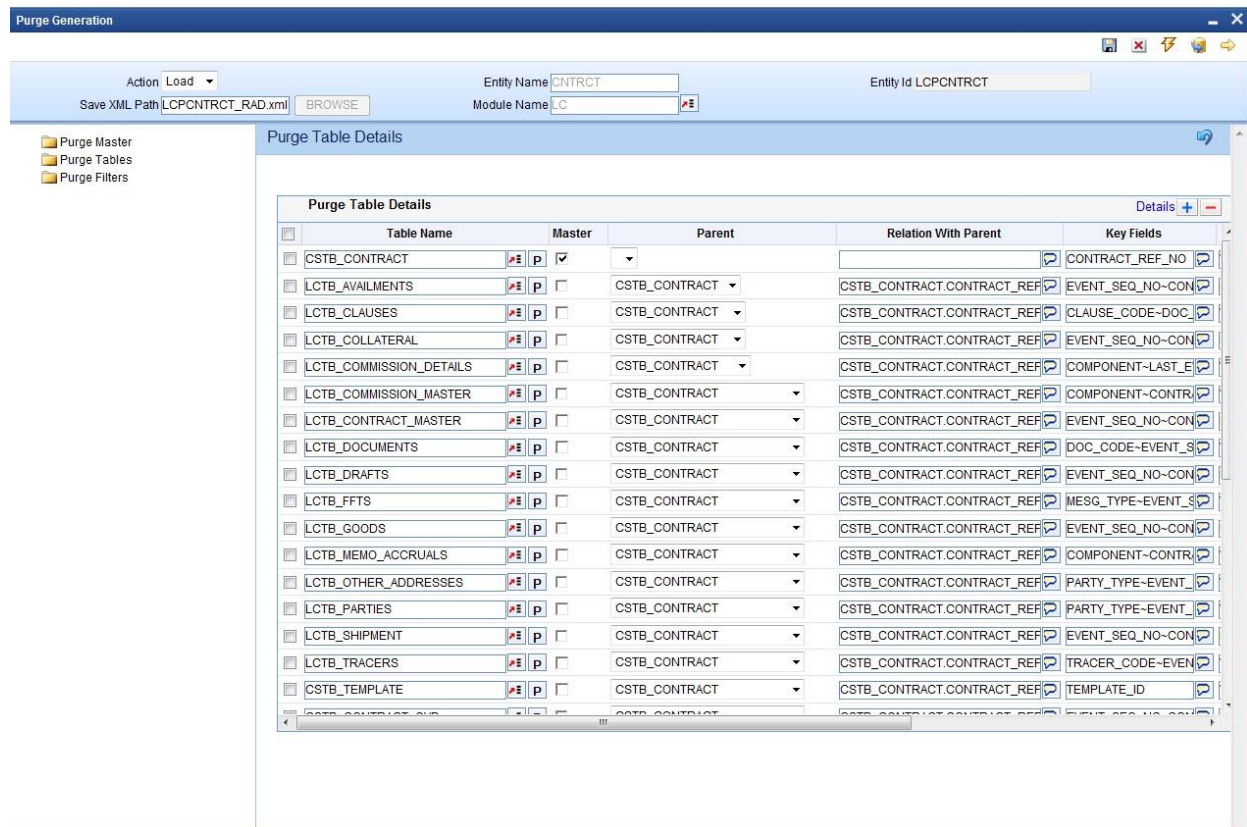 Purge Generation
Action Load Entity Name CNTRCT Entity Id LCPCNTRCT
Save XML Path LCPCNTRCT_RAD.xml BROWSE Module Name LC
Purge Master
Purge Tables
Purge Filters
Purge Table Details
Purge Table Details Details
Table Name Master Parent Relation With Parent Key Fields
CSTB_CONTRACT P CONTRACT_REF_NO
LCTB_AVAILMENTS P CSTB_CONTRACT CSTB_CONTRACT.CONTRACT_REF EVENT_SEQ_NO~CON
LCTB_CLAUSES P CSTB_CONTRACT CSTB_CONTRACT.CONTRACT_REF CLAUSE_CODE~DOC_
LCTB_COLLATERAL P CSTB_CONTRACT CSTB_CONTRACT.CONTRACT_REF EVENT_SEQ_NO~CON
LCTB_COMMISSION_DETAILS P CSTB_CONTRACT CSTB_CONTRACT.CONTRACT_REF COMPONENT~LAST_E
LCTB_COMMISSION_MASTER P CSTB_CONTRACT CSTB_CONTRACT.CONTRACT_REF COMPONENT~CONTRA
LCTB_CONTRACT_MASTER P CSTB_CONTRACT CSTB_CONTRACT.CONTRACT_REF EVENT_SEQ_NO~CON
LCTB_DOCUMENTS P CSTB_CONTRACT CSTB_CONTRACT.CONTRACT_REF DOC_CODE~EVENT_S
LCTB_DRAFTS P CSTB_CONTRACT CSTB_CONTRACT.CONTRACT_REF EVENT_SEQ_NO~CON
LCTB_FFTS P CSTB_CONTRACT CSTB_CONTRACT.CONTRACT_REF MESG_TYPE~EVENT_S
LCTB_GOODS P CSTB_CONTRACT CSTB_CONTRACT.CONTRACT_REF EVENT_SEQ_NO~CON
LCTB_MEMO_ACCRUALS P CSTB_CONTRACT CSTB_CONTRACT.CONTRACT_REF COMPONENT~CONTRA
LCTB_OTHER_ADDRESSES P CSTB_CONTRACT CSTB_CONTRACT.CONTRACT_REF PARTY_TYPE~EVENT_
LCTB_PARTIES P CSTB_CONTRACT CSTB_CONTRACT.CONTRACT_REF PARTY_TYPE~EVENT_
LCTB_SHIPMENT P CSTB_CONTRACT CSTB_CONTRACT.CONTRACT_REF EVENT_SEQ_NO~CON
LCTB_TRACERS P CSTB_CONTRACT CSTB_CONTRACT.CONTRACT_REF TRACER_CODE~EVEN
CSTB_TEMPLATE P CSTB_CONTRACT CSTB_CONTRACT.CONTRACT_REF TEMPLATE_ID